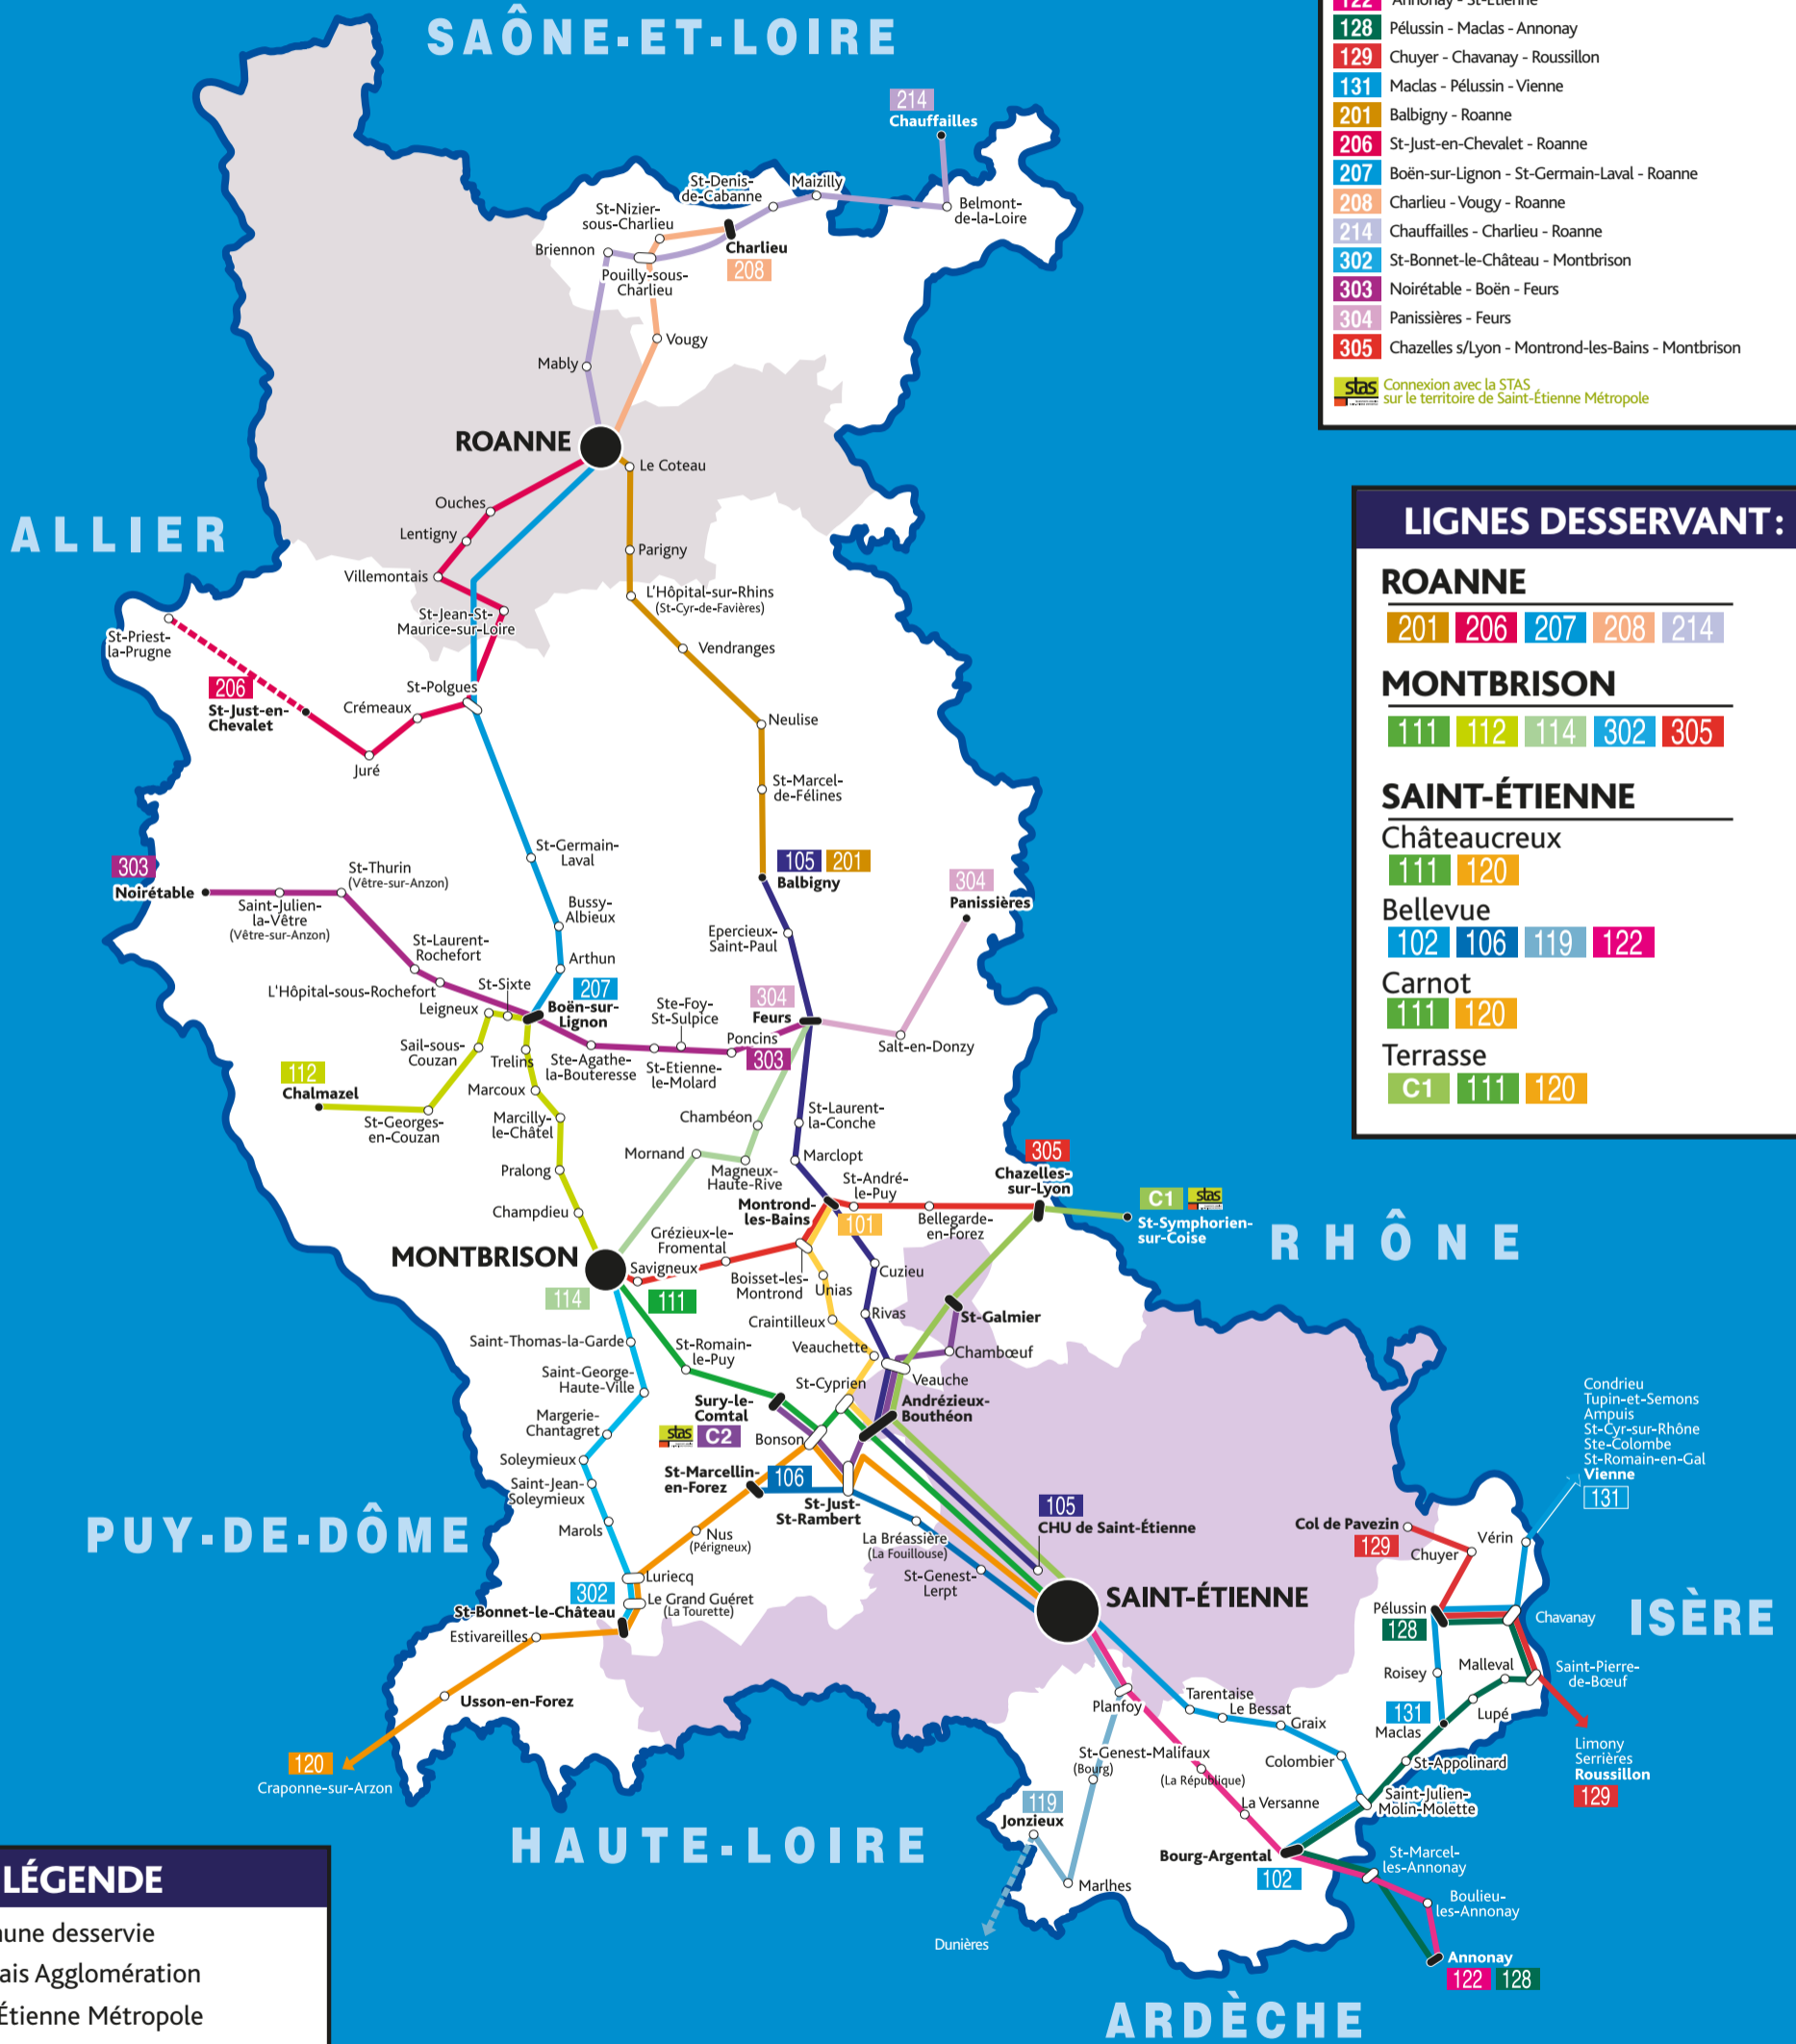 SAÔNE-ET-LOIRE
122 Annonay - St-Etienne
128 Pélussin - Maclas - Annonay
129 Chuyer - Chavanay - Roussillon
131 Maclas - Pélussin - Vienne
201 Balbigny - Roanne
206 St-Just-en-Chevalet - Roanne
207 Boën-sur-Lignon - St-Germain-Laval - Roanne
208 Charlieu - Vougy - Roanne
214 Chauffailles - Charlieu - Roanne
302 St-Bonnet-le-Château - Montbrison
303 Noirétable - Boën - Feurs
304 Panissières - Feurs
305 Chazelles s/Lyon - Montrond-les-Bains - Montbrison
stas Connexion avec la STAS
sur le territoire de Saint-Étienne Métropole
LIGNES DESSERVANT :
ROANNE
201 206 207 208 214
MONTBRISON
111 112 114 302 305
SAINT-ÉTIENNE
Châteaucreux
111 120
Bellevue
102 106 119 122
Carnot
111 120
Terrasse
C1 111 120
214
Chauffailles
St-Denis-
de-Cabanne
Maizilly
Belmont-
de-la-Loire
St-Nizier-
sous-Charlieu
Briennon
Charlieu
208
Pouilly-sous-
Charlieu
Vougy
Mably
ROANNE
Le Coteau
Ouches
ALLIER
Lentigny
Parigny
Villemontais
L'Hôpital-sur-Rhins
(St-Cyr-de-Favières)
St-Jean-St-
Maurice-sur-Loire
St-Priest-
la-Prugne
Vendranges
206
St-Just-en-
Chevalet
St-Polgues
Crémeaux
Neulise
Juré
St-Marcel-
de-Félines
St-Germain-
Laval
105 201
Balbigny
303
Noirétable
St-Thurin
(Vêtre-sur-Anzon)
Saint-Julien-
la-Vêtre
(Vêtre-sur-Anzon)
304
Panissières
Bussy-
Albieux
Epercieux-
Saint-Paul
St-Laurent-
Rochefort
Arthun
L'Hôpital-sous-Rochefort
St-Sixte
207
Boën-sur-
Lignon
Leigneux
Ste-Foy-
St-Sulpice
304
Feurs
Poncins
303
Salt-en-Donzy
Sail-sous-
Couzan
Trelins
Ste-Agathe-
la-Bouteresse
St-Etienne-
le-Molard
112
Chalmazel
Marcoux
St-Georges-
en-Couzan
Marcilly-
le-Châtel
Chambéon
St-Laurent-
la-Conche
Mornand
Magneux-
Haute-Rive
Marclopt
Pralong
305
Chazelles-
sur-Lyon
St-André-
le-Puy
Montrond-
les-Bains
101
Bellegarde-
en-Forez
C1 stas
St-Symphorien-
sur-Coise
RHÔNE
Champdieu
Grézieux-le-
Fromental
MONTBRISON
Savigneux
Boisset-les-
Montrond
Unias
Cuzieu
114
111
Craintilleux
Rivas
St-Galmier
Saint-Thomas-la-Garde
St-Romain-
le-Puy
Veauchette
Chambœuf
Saint-George-
Haute-Ville
St-Cyprien
Veauche
Sury-le-
Comtal
Andrézieux-
Bouthéon
Margerie-
Chantagret
stas C2
Bonson
Soleymieux
St-Marcellin-
en-Forez
106
Saint-Jean-
Soleymieux
St-Just-
St-Rambert
105
CHU de Saint-Étienne
PUY-DE-DÔME
Marols
Nus
(Périgneux)
La Bréassière
(La Fouillouse)
St-Genest-
Lerpt
Luriecq
302
Le Grand Guéret
(La Tourette)
St-Bonnet-le-Château
SAINT-ÉTIENNE
Estivareilles
Usson-en-Forez
120
Craponne-sur-Arzon
Condrieu
Tupin-et-Semons
Ampuis
St-Cyr-sur-Rhône
Ste-Colombe
St-Romain-en-Gal
Vienne
131
Col de Pavezin
129
Chuyer
Vérin
Pélussin
128
Chavanay
ISÈRE
Roisey
Malleval
Saint-Pierre-
de-Bœuf
131
Maclas
Lupé
Limony
Serrières
Roussillon
129
Planfoy
Tarentaise
Le Bessat
Graix
Colombier
St-Appolinard
St-Genest-Malifaux
(Bourg)
(La République)
Saint-Julien-
Molin-Molette
La Versanne
119
Jonzieux
Bourg-Argental
102
St-Marcel-
les-Annonay
Marlhes
Boulieu-
les-Annonay
Dunières
Annonay
122 128
HAUTE-LOIRE
ARDÈCHE
LÉGENDE
une desservie
ais Agglomération
Étienne Métropole